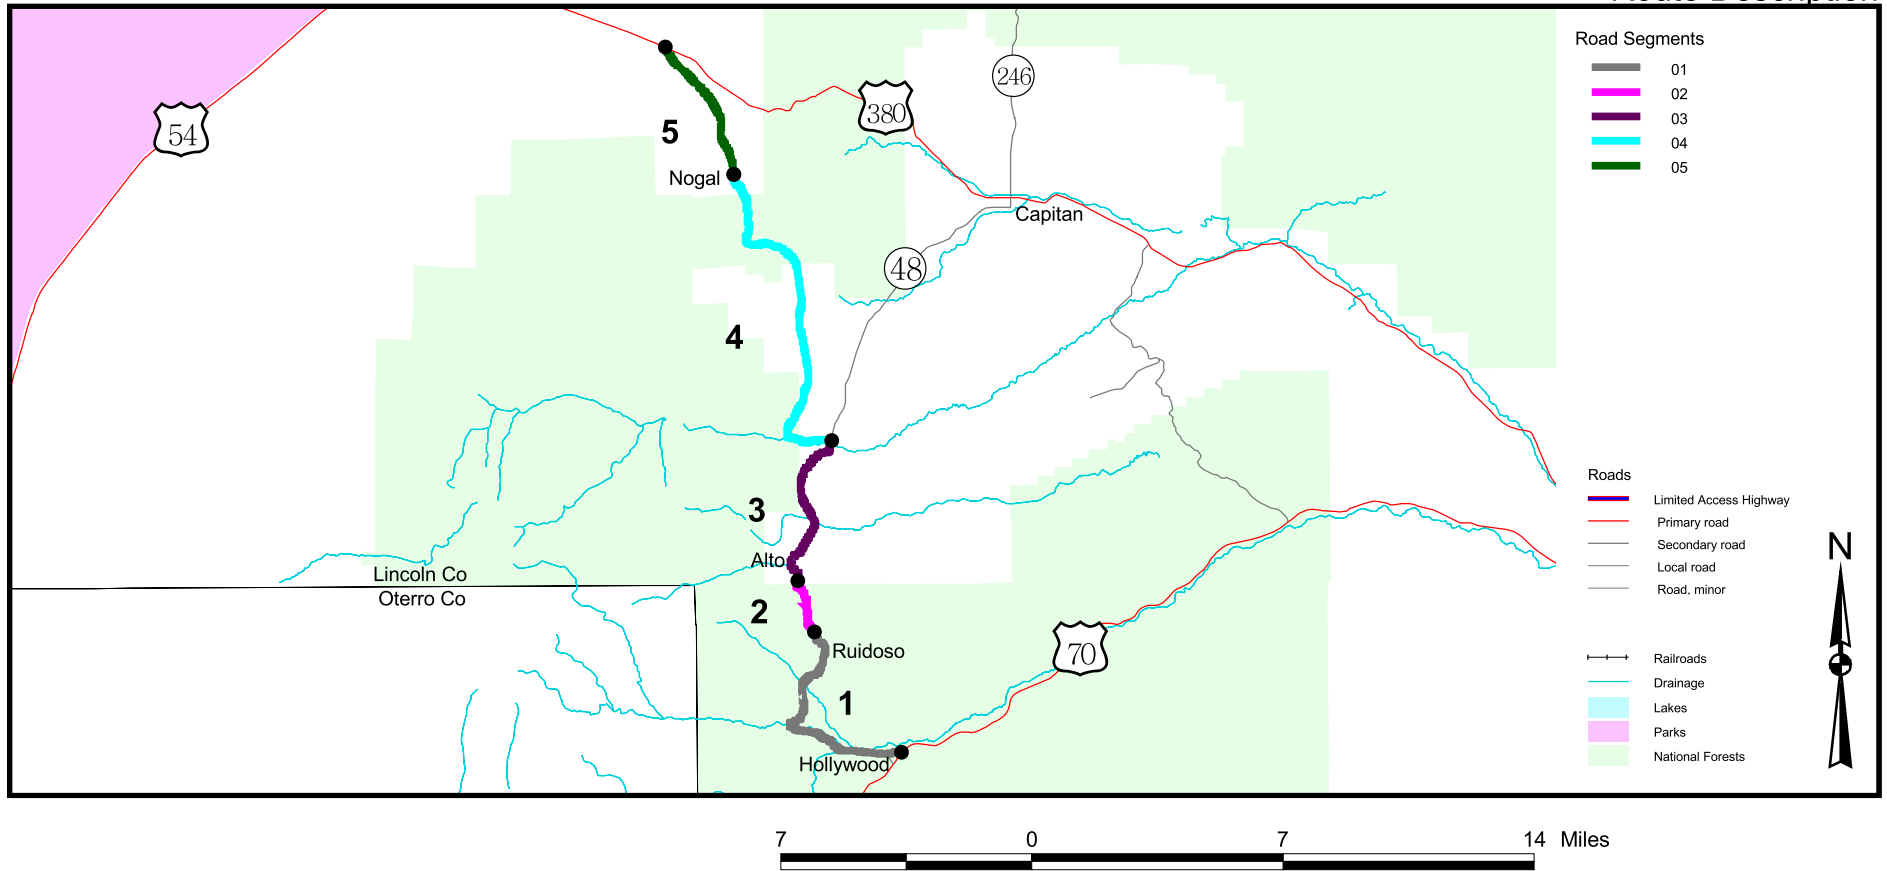 Route Description
Road Segments
01
02
03
04
05
54
380
246
5
Nogal
Capitan
48
4
3
Alto
Lincoln Co
Oterro Co
2
Ruidoso
70
1
Hollywood
Roads
Limited Access Highway
Primary road
Secondary road
Local road
Road, minor
Railroads
Drainage
Lakes
Parks
National Forests
N
7 0 7 14 Miles